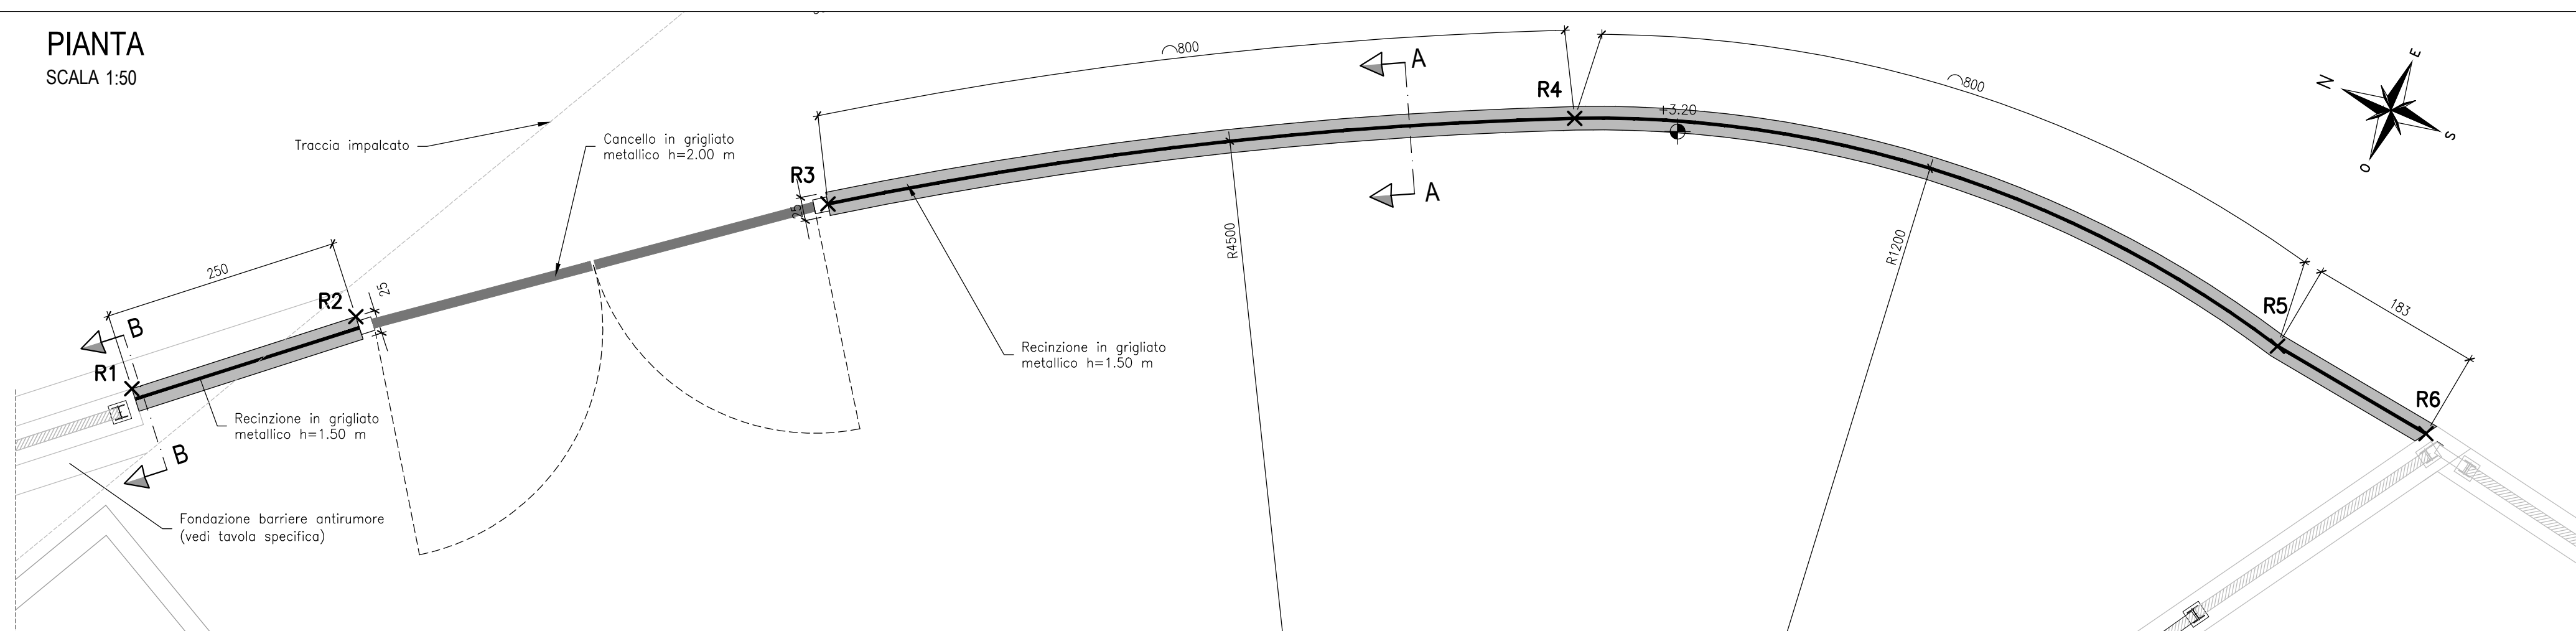 PIANTA
SCALA 1:50
Traccia impalcato
Cancello in grigliato
metallico h=2.00 m
800
A
A
R4
+3.20
800
N
E
S
O
R3
25
R4500
R1200
250
R2
25
B
R1
B
Recinzione in grigliato
metallico h=1.50 m
Recinzione in grigliato
metallico h=1.50 m
R5
183
R6
Fondazione barriere antirumore
(vedi tavola specifica)